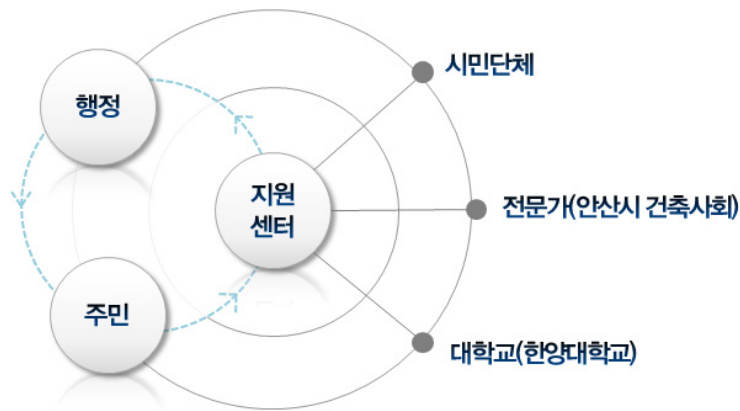 행정
지원
센터
주민
시민단체
전문가(안산시 건축사회)
대학교(한양대학교)